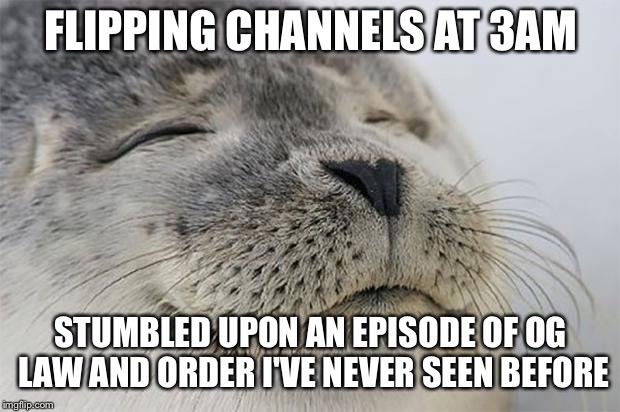 FLIPPING CHANNELS AT 3AM
STUMBLED UPON AN EPISODE OF OG
LAW AND ORDER I'VE NEVER SEEN BEFORE
imgflip.com